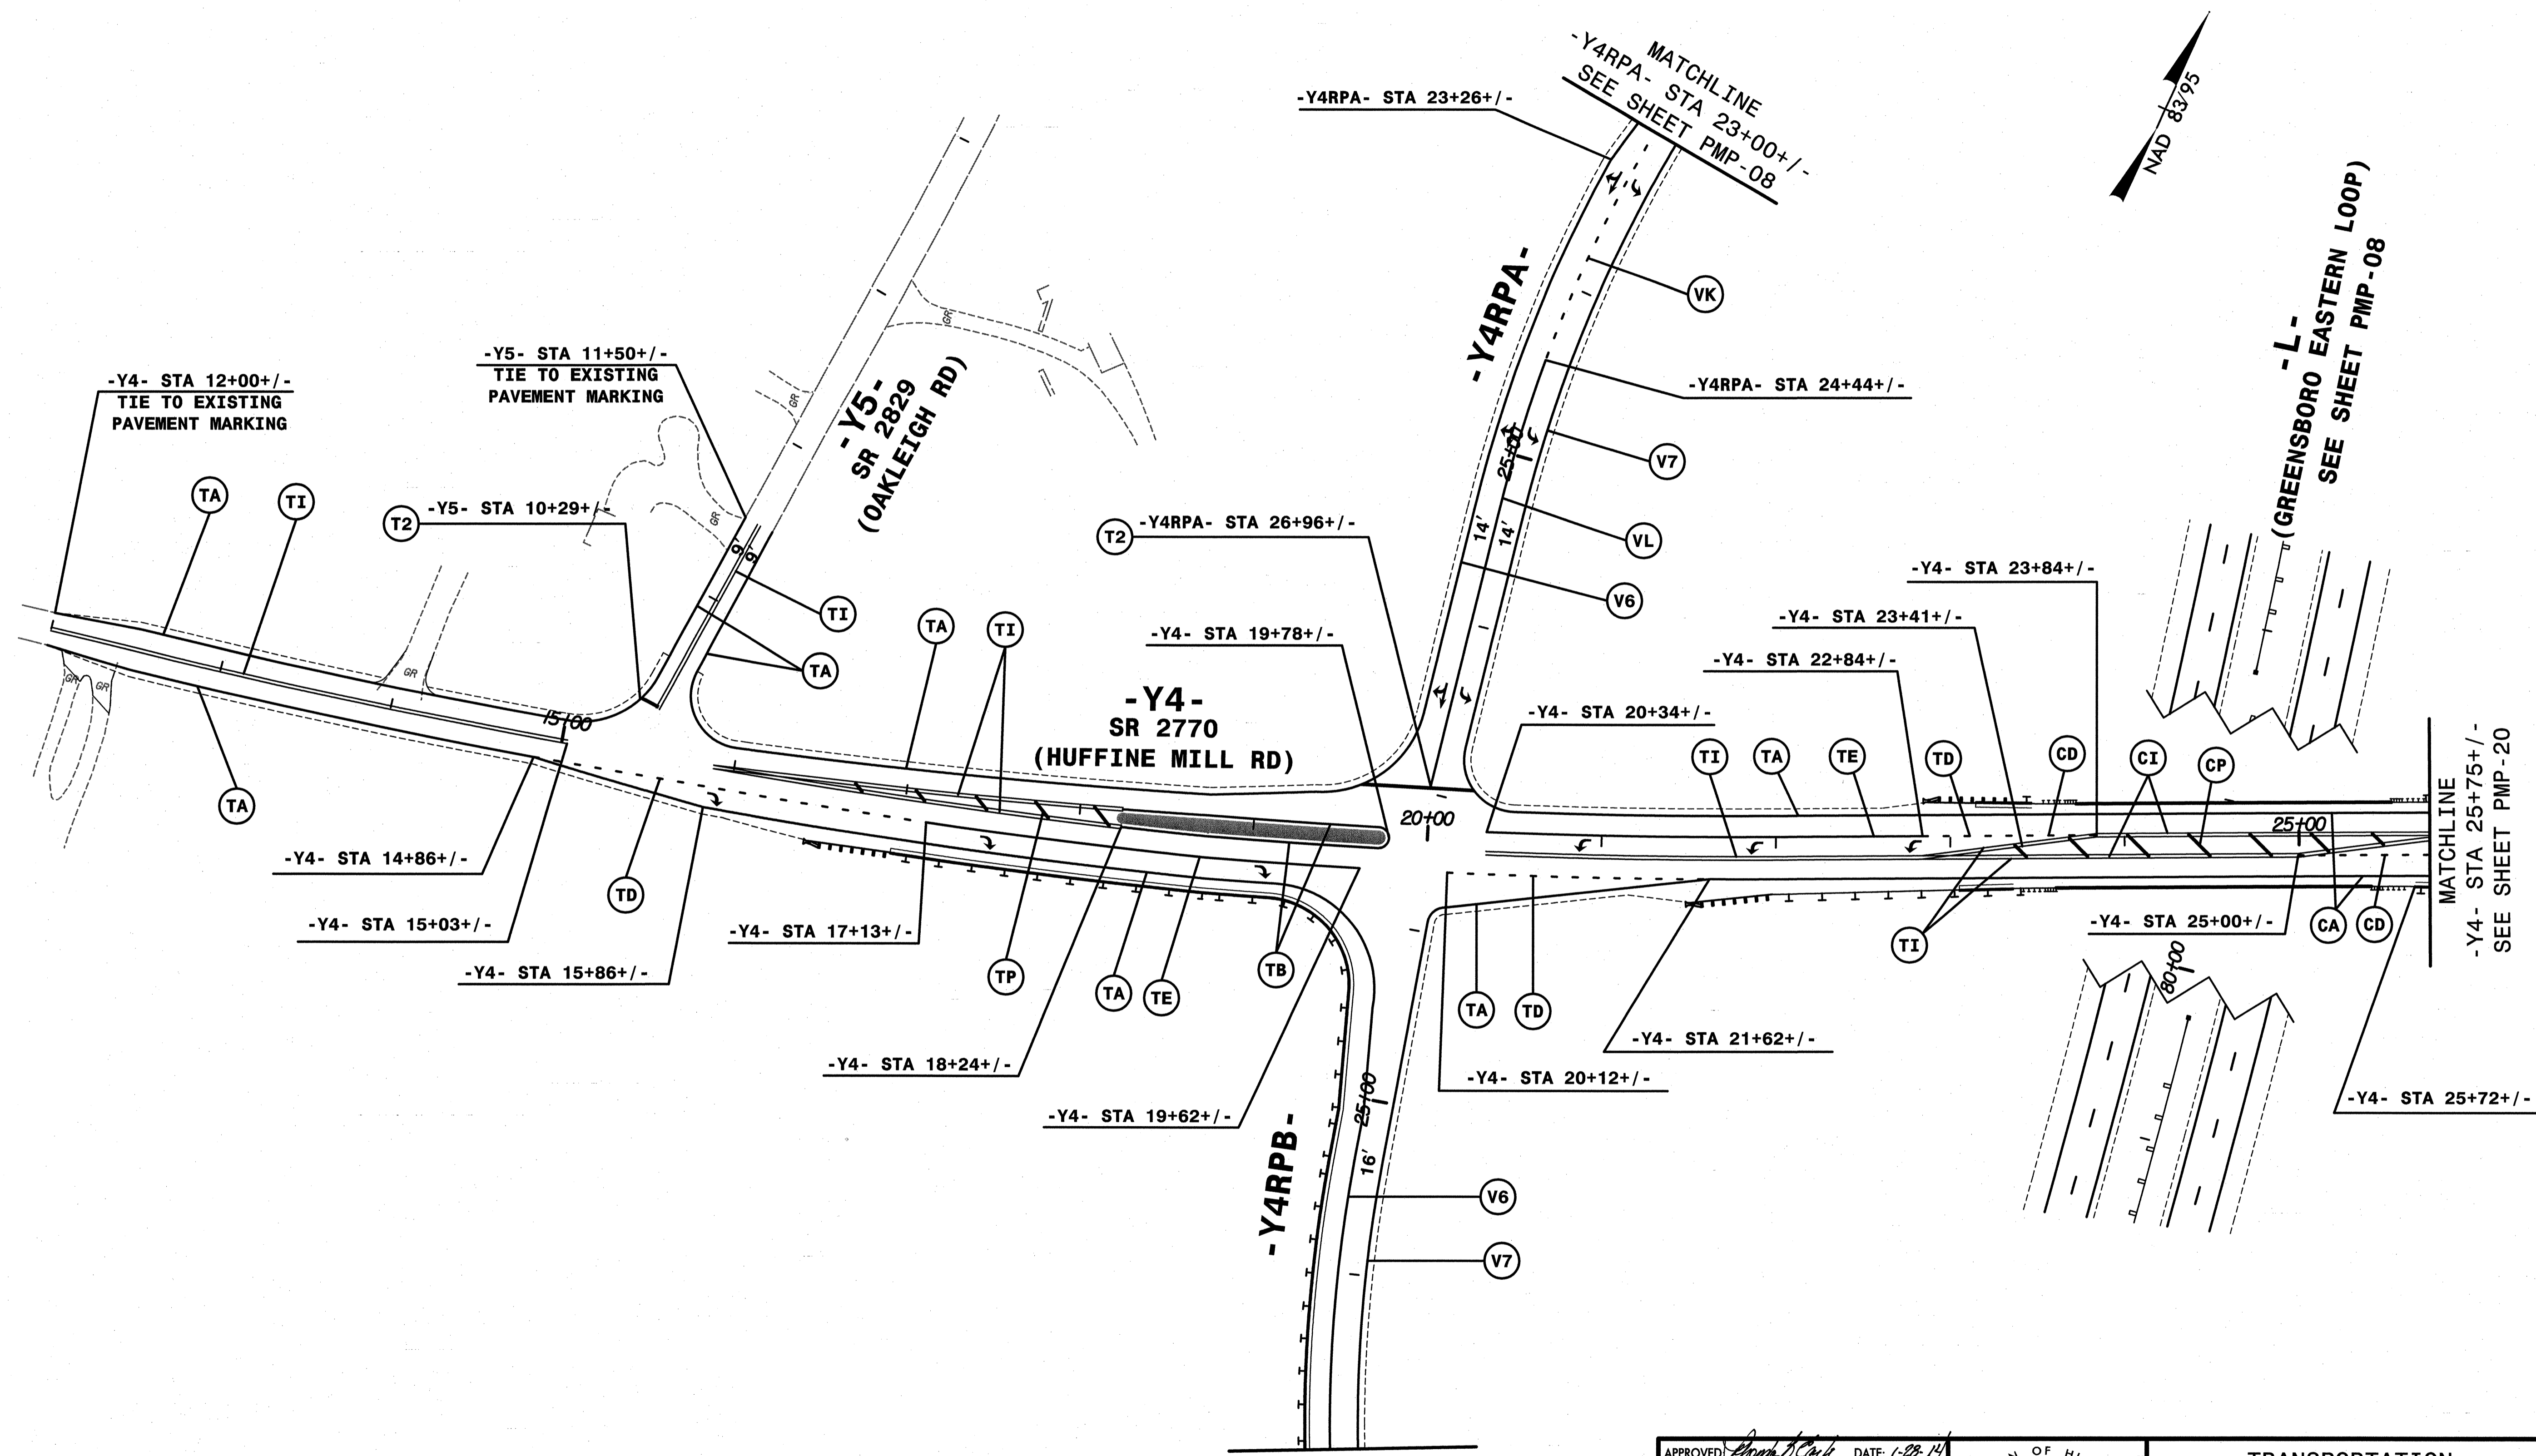 MATCHLINE
-Y4RPA- STA 23+00+/-
SEE SHEET PMP-08
-Y4RPA- STA 23+26+/-
NAD 83/95
-L-
(GREENSBORO EASTERN LOOP)
SEE SHEET PMP-08
-Y4RPA-
VK
-Y4RPA- STA 24+44+/-
V7
25+00
VL
14'
14'
V6
-Y4- STA 12+00+/-
TIE TO EXISTING
PAVEMENT MARKING
-Y5- STA 11+50+/-
TIE TO EXISTING
PAVEMENT MARKING
-Y5-
SR 2829
(OAKLEIGH RD)
GR
GR
GR
GR
GR
GR
TA
TI
T2
-Y5- STA 10+29+/-
9'
9'
TI
TA
T2
-Y4RPA- STA 26+96+/-
TA
TI
-Y4- STA 19+78+/-
-Y4-
SR 2770
(HUFFINE MILL RD)
-Y4- STA 23+84+/-
-Y4- STA 23+41+/-
-Y4- STA 22+84+/-
-Y4- STA 20+34+/-
TI
TA
TE
TD
CD
CI
CP
15+00
20+00
25+00
MATCHLINE
-Y4- STA 25+75+/-
SEE SHEET PMP-20
TA
-Y4- STA 14+86+/-
-Y4- STA 15+03+/-
-Y4- STA 15+86+/-
TD
-Y4- STA 17+13+/-
TP
TA
TE
TB
-Y4- STA 18+24+/-
-Y4- STA 19+62+/-
TA
TD
-Y4- STA 20+12+/-
-Y4- STA 21+62+/-
TI
-Y4- STA 25+00+/-
CA
CD
80+00
-Y4- STA 25+72+/-
-Y4RPB-
25+00
16'
V6
V7
APPROVED:
DATE: 1-28-14
OF
TRANSPORTATION